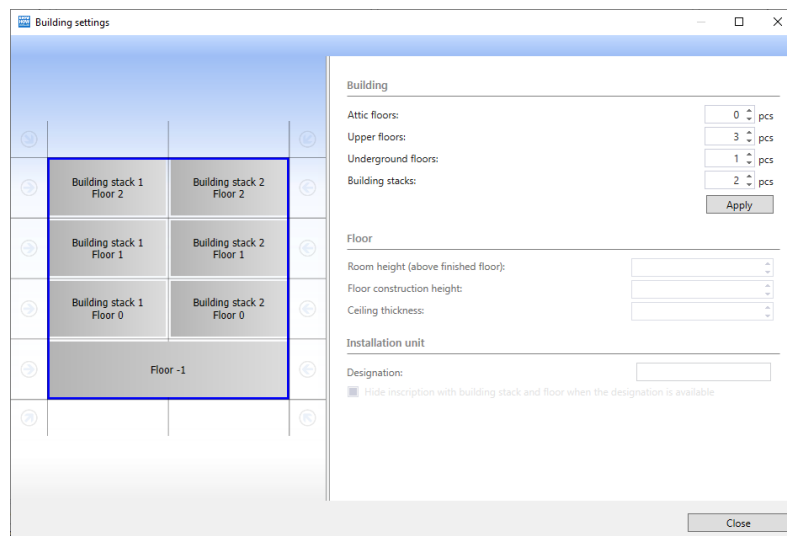 Building settings
Building
Attic floors:
0
pcs
Upper floors:
3
pcs
Underground floors:
1
pcs
Building stacks:
2
pcs
Apply
Building stack 1
Floor 2
Building stack 2
Floor 2
Building stack 1
Floor 1
Building stack 2
Floor 1
Building stack 1
Floor 0
Building stack 2
Floor 0
Floor -1
Floor
Room height (above finished floor):
Floor construction height:
Ceiling thickness:
Installation unit
Designation:
Hide inscription with building stack and floor when the designation is available
Close